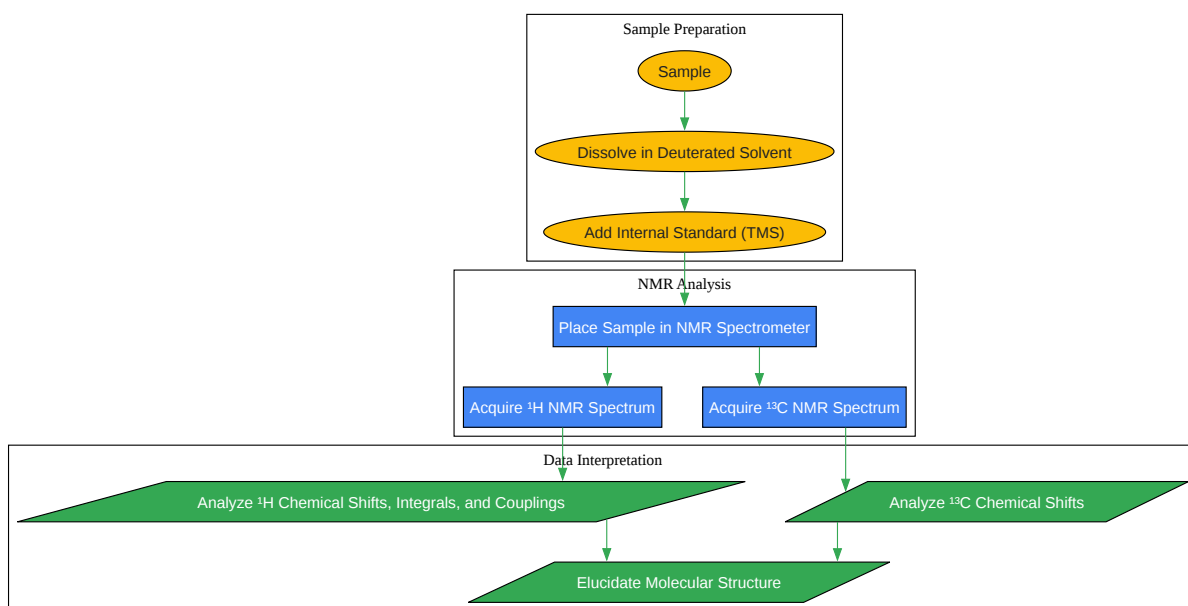 Sample Preparation
Sample
Dissolve in Deuterated Solvent
Add Internal Standard (TMS)
NMR Analysis
Place Sample in NMR Spectrometer
Acquire ¹H NMR Spectrum
Acquire ¹³C NMR Spectrum
Data Interpretation
Analyze ¹H Chemical Shifts, Integrals, and Couplings
Analyze ¹³C Chemical Shifts
Elucidate Molecular Structure